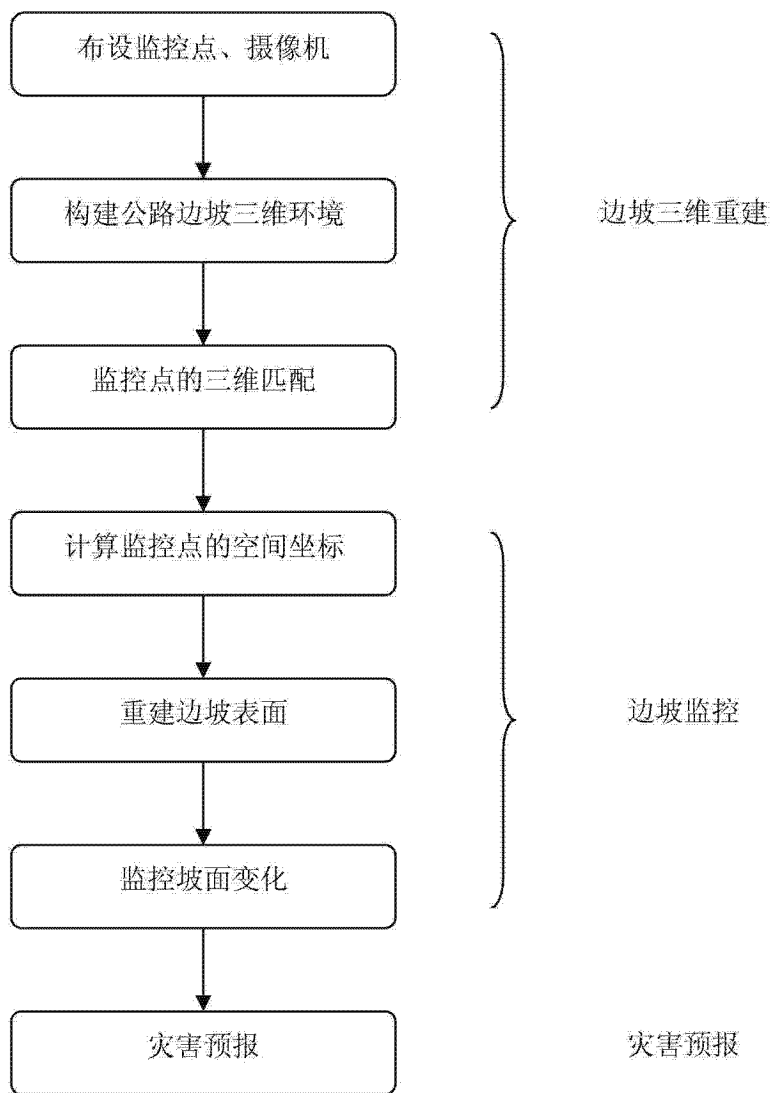 布设监控点、摄像机
构建公路边坡三维环境
边坡三维重建
监控点的三维匹配
计算监控点的空间坐标
重建边坡表面
边坡监控
监控坡面变化
灾害预报
灾害预报